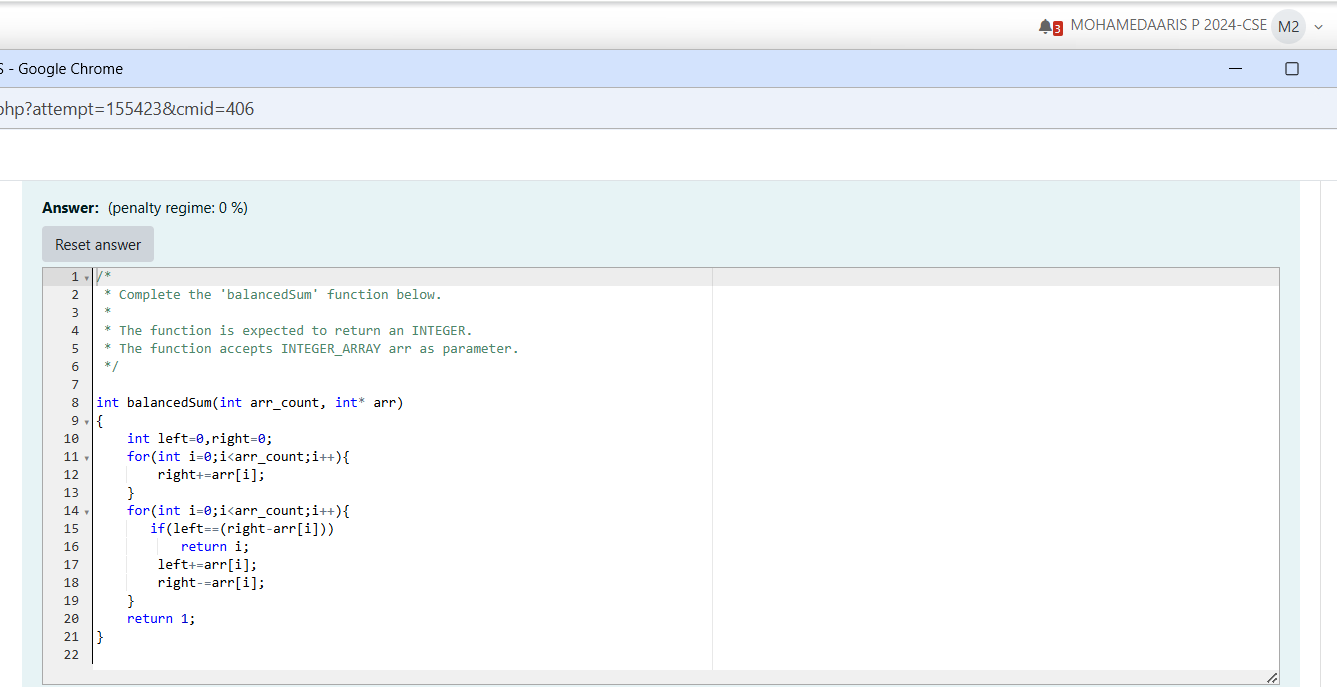 3 MOHAMEDAARIS P 2024-CSE M2
- Google Chrome
php?attempt=155423&cmid=406
Answer: (penalty regime: 0 %)
Reset answer
1 /*
2  * Complete the 'balancedSum' function below.
3  *
4  * The function is expected to return an INTEGER.
5  * The function accepts INTEGER_ARRAY arr as parameter.
6  */
7
8 int balancedSum(int arr_count, int* arr)
9 {
10     int left=0,right=0;
11     for(int i=0;i<arr_count;i++){
12         right+=arr[i];
13     }
14     for(int i=0;i<arr_count;i++){
15        if(left==(right-arr[i]))
16            return i;
17         left+=arr[i];
18         right-=arr[i];
19     }
20     return 1;
21 }
22